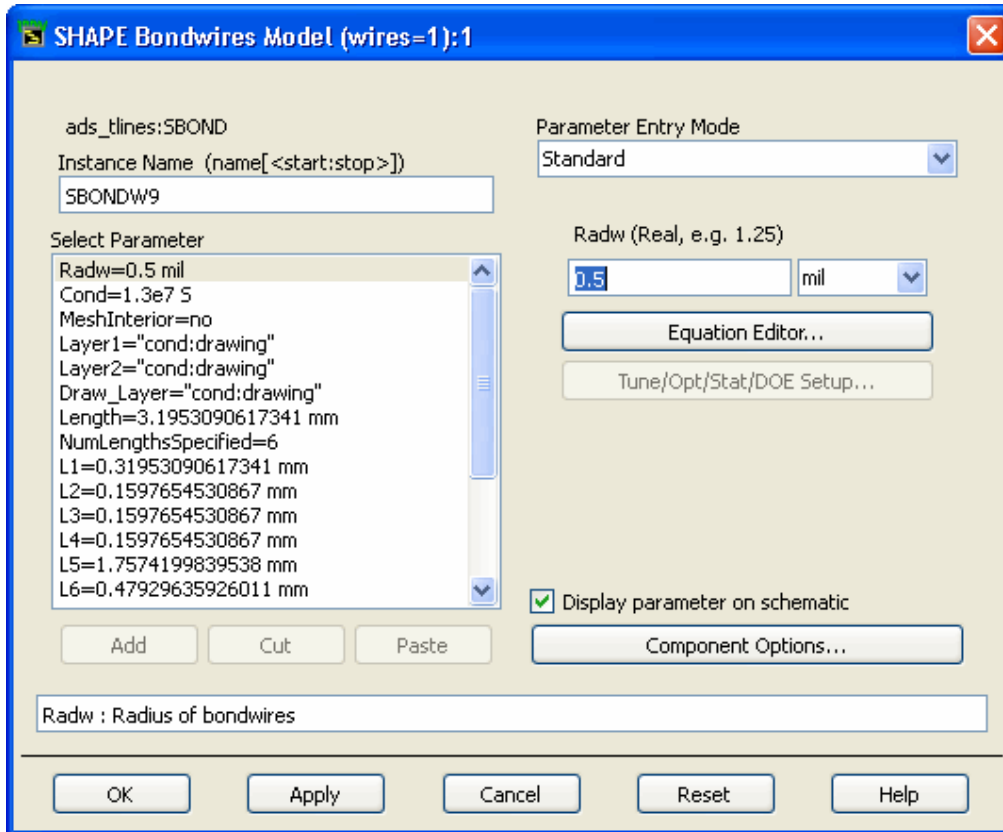 SHAPE Bondwires Model (wires=1):1
ads_tlines:SBOND
Instance Name (name[<start:stop>])
SBONDW9
Select Parameter
Radw=0.5 mil
Cond=1.3e7 S
MeshInterior=no
Layer1="cond:drawing"
Layer2="cond:drawing"
Draw_Layer="cond:drawing"
Length=3.1953090617341 mm
NumLengthsSpecified=6
L1=0.31953090617341 mm
L2=0.1597654530867 mm
L3=0.1597654530867 mm
L4=0.1597654530867 mm
L5=1.7574199839538 mm
L6=0.47929635926011 mm
Add Cut Paste
Parameter Entry Mode
Standard
Radw (Real, e.g. 1.25)
0.5 mil
Equation Editor...
Tune/Opt/Stat/DOE Setup...
Display parameter on schematic
Component Options...
Radw : Radius of bondwires
OK Apply Cancel Reset Help